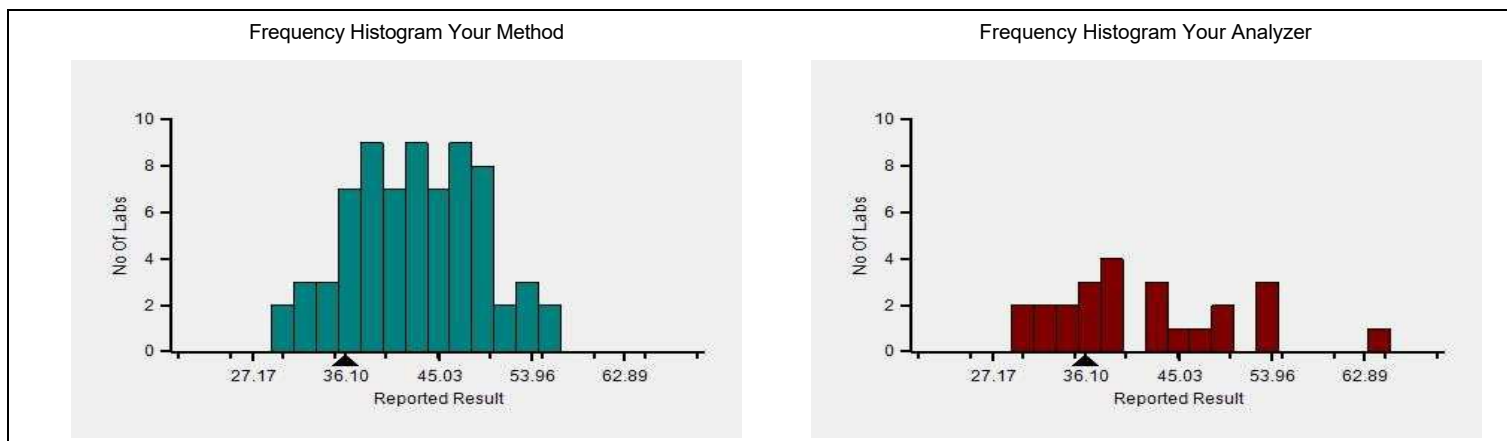 Frequency Histogram Your Method
10
8
6
4
2
0
No Of Labs
27.17 36.10 45.03 53.96 62.89
Reported Result
Frequency Histogram Your Analyzer
10
8
6
4
2
0
No Of Labs
27.17 36.10 45.03 53.96 62.89
Reported Result